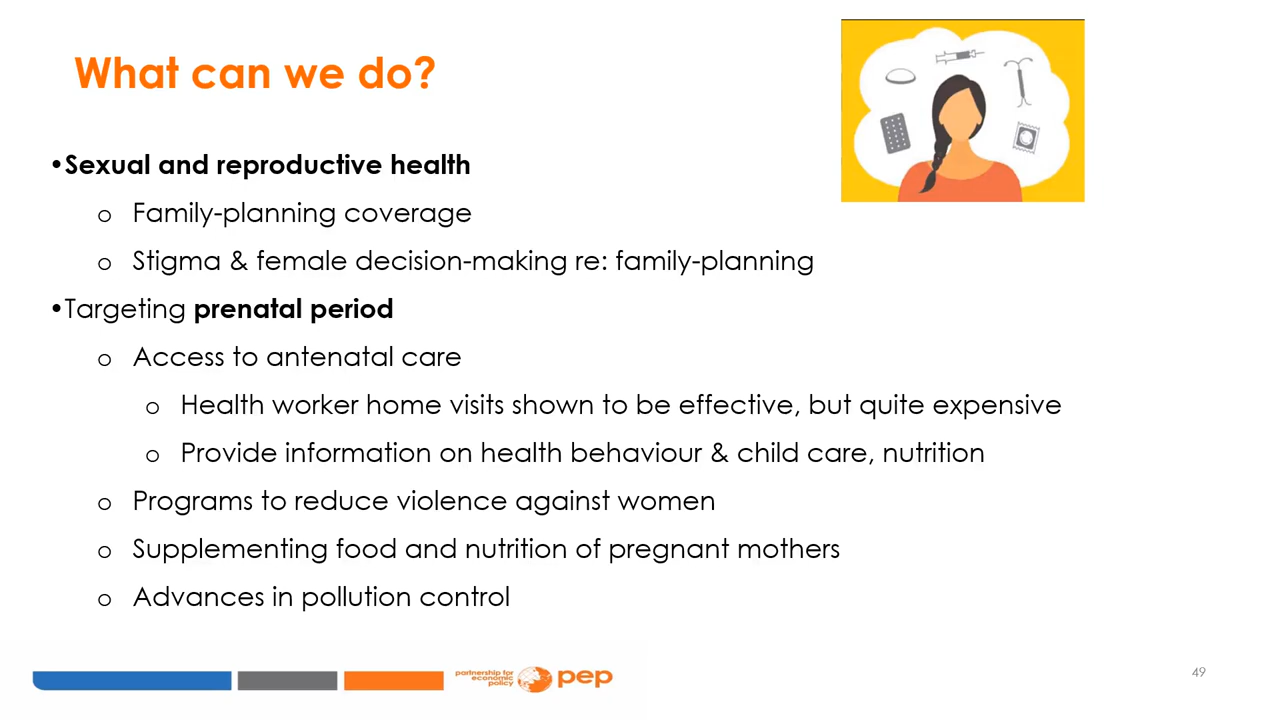 What can we do?
•Sexual and reproductive health
o Family-planning coverage
o Stigma & female decision-making re: family-planning
•Targeting prenatal period
o Access to antenatal care
o Health worker home visits shown to be effective, but quite expensive
o Provide information on health behaviour & child care, nutrition
o Programs to reduce violence against women
o Supplementing food and nutrition of pregnant mothers
o Advances in pollution control
partnership for
economic
policy
pep
49